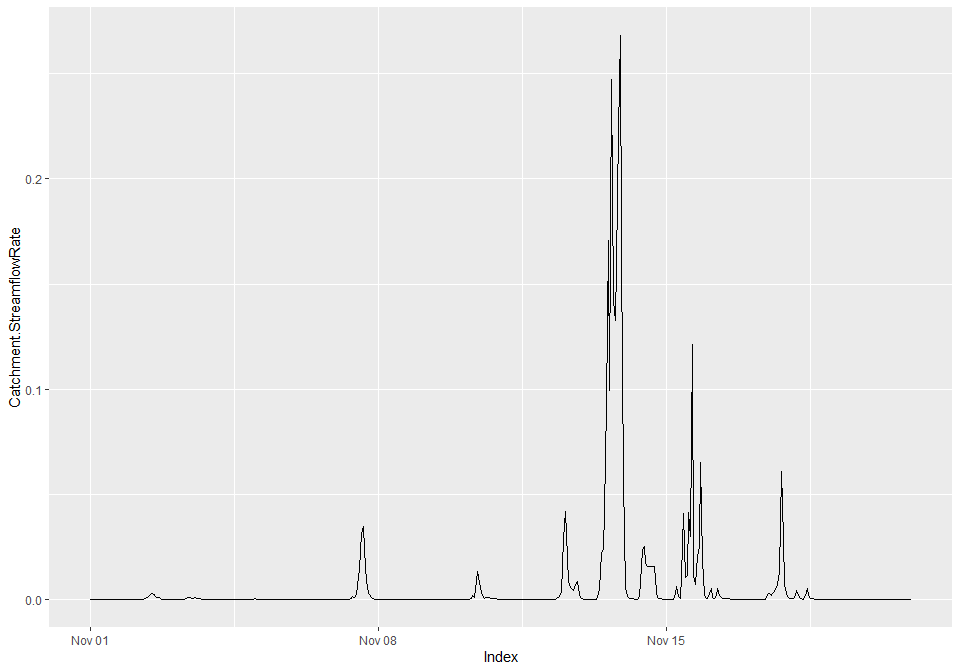 Catchment.StreamflowRate
0.2
0.1
0.0
Nov 01
Nov 08
Nov 15
Index